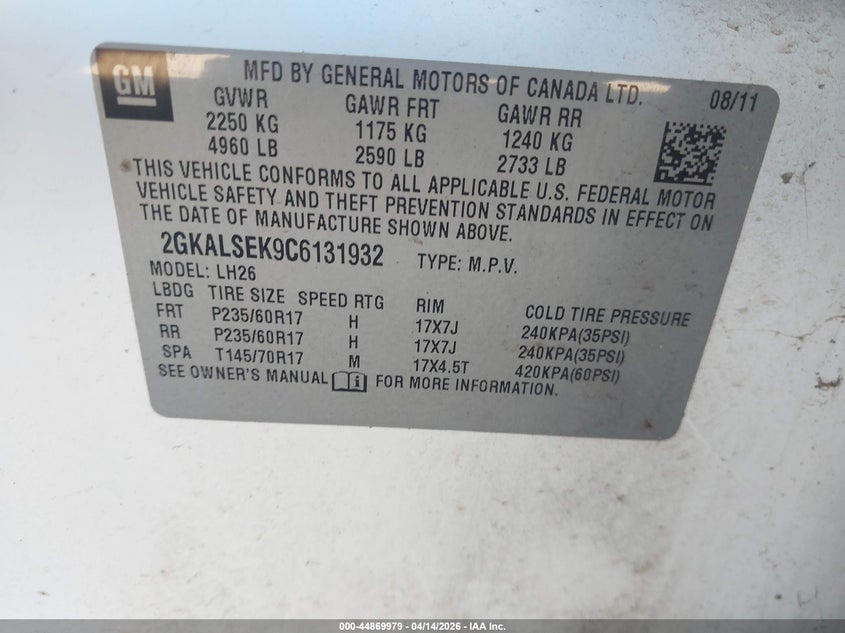 GM
MFD BY GENERAL MOTORS OF CANADA LTD. 08/11
GVWR GAWR FRT GAWR RR
2250 KG 1175 KG 1240 KG
4960 LB 2590 LB 2733 LB
THIS VEHICLE CONFORMS TO ALL APPLICABLE U.S. FEDERAL MOTOR
VEHICLE SAFETY AND THEFT PREVENTION STANDARDS IN EFFECT ON
THE DATE OF MANUFACTURE SHOWN ABOVE.
2GKALSEK9C6131932 TYPE: M.P.V.
MODEL: LH26
LBDG TIRE SIZE SPEED RTG RIM COLD TIRE PRESSURE
FRT P235/60R17 H 17X7J 240KPA(35PSI)
RR P235/60R17 H 17X7J 240KPA(35PSI)
SPA T145/70R17 M 17X4.5T 420KPA(60PSI)
SEE OWNER'S MANUAL FOR MORE INFORMATION.
000-44869979 - 04/14/2026 - IAA Inc.